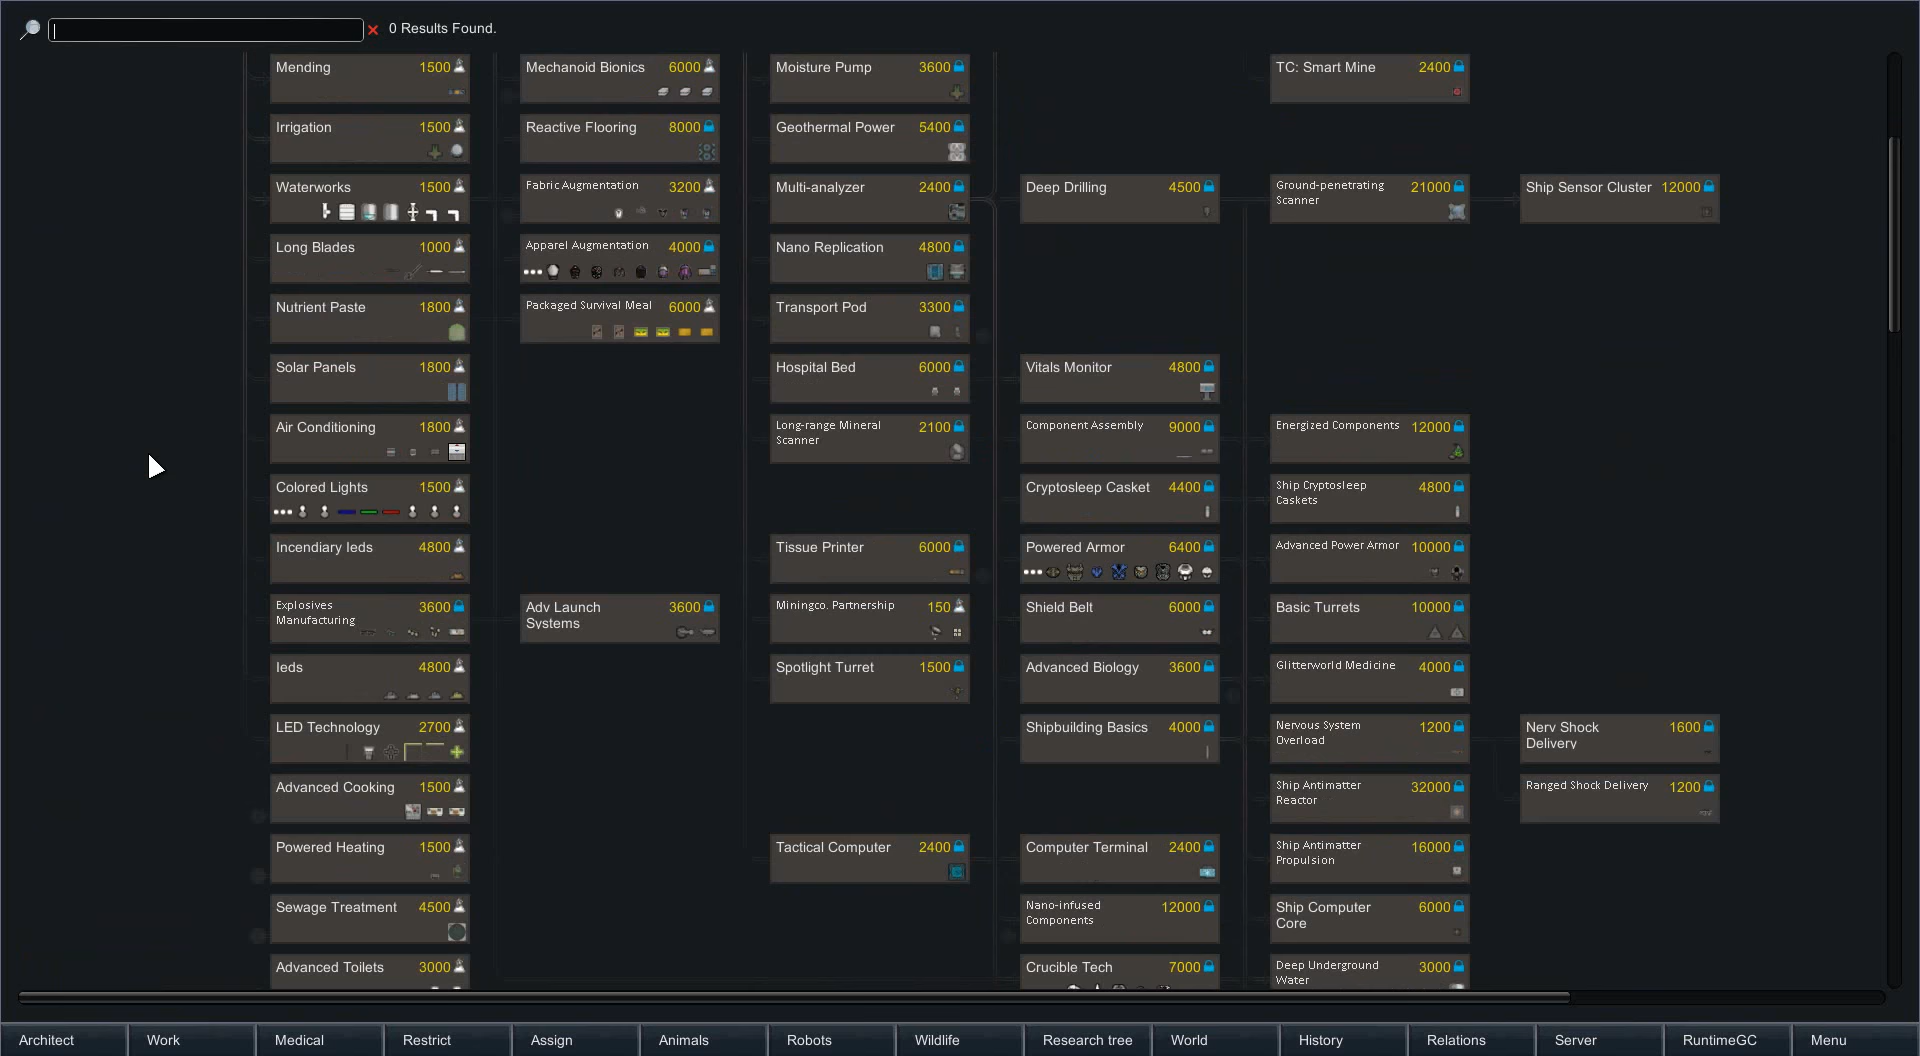 0 Results Found.
Mending 1500
Mechanoid Bionics 6000
Moisture Pump 3600
TC: Smart Mine 2400
Irrigation 1500
Reactive Flooring 8000
Geothermal Power 5400
Waterworks 1500
Fabric Augmentation 3200
Multi-analyzer 2400
Deep Drilling 4500
Ground-penetrating 21000
Scanner
Ship Sensor Cluster 12000
Long Blades 1000
Apparel Augmentation 4000
Nano Replication 4800
Nutrient Paste 1800
Packaged Survival Meal 6000
Transport Pod 3300
Solar Panels 1800
Hospital Bed 6000
Vitals Monitor 4800
Air Conditioning 1800
Long-range Mineral 2100
Scanner
Component Assembly 9000
Energized Components 12000
Colored Lights 1500
Cryptosleep Casket 4400
Ship Cryptosleep 4800
Caskets
Incendiary Ieds 4800
Tissue Printer 6000
Powered Armor 6400
Advanced Power Armor 10000
Explosives 3600
Manufacturing
Adv Launch 3600
Systems
Miningco. Partnership 150
Shield Belt 6000
Basic Turrets 10000
Ieds 4800
Spotlight Turret 1500
Advanced Biology 3600
Glitterworld Medicine 4000
LED Technology 2700
Shipbuilding Basics 4000
Nervous System 1200
Overload
Nerv Shock 1600
Delivery
Advanced Cooking 1500
Ship Antimatter 32000
Reactor
Ranged Shock Delivery 1200
Powered Heating 1500
Tactical Computer 2400
Computer Terminal 2400
Ship Antimatter 16000
Propulsion
Sewage Treatment 4500
Nano-infused 12000
Components
Ship Computer 6000
Core
Advanced Toilets 3000
Crucible Tech 7000
Deep Underground 3000
Water
Architect Work Medical Restrict Assign Animals Robots Wildlife Research tree World History Relations Server RuntimeGC Menu